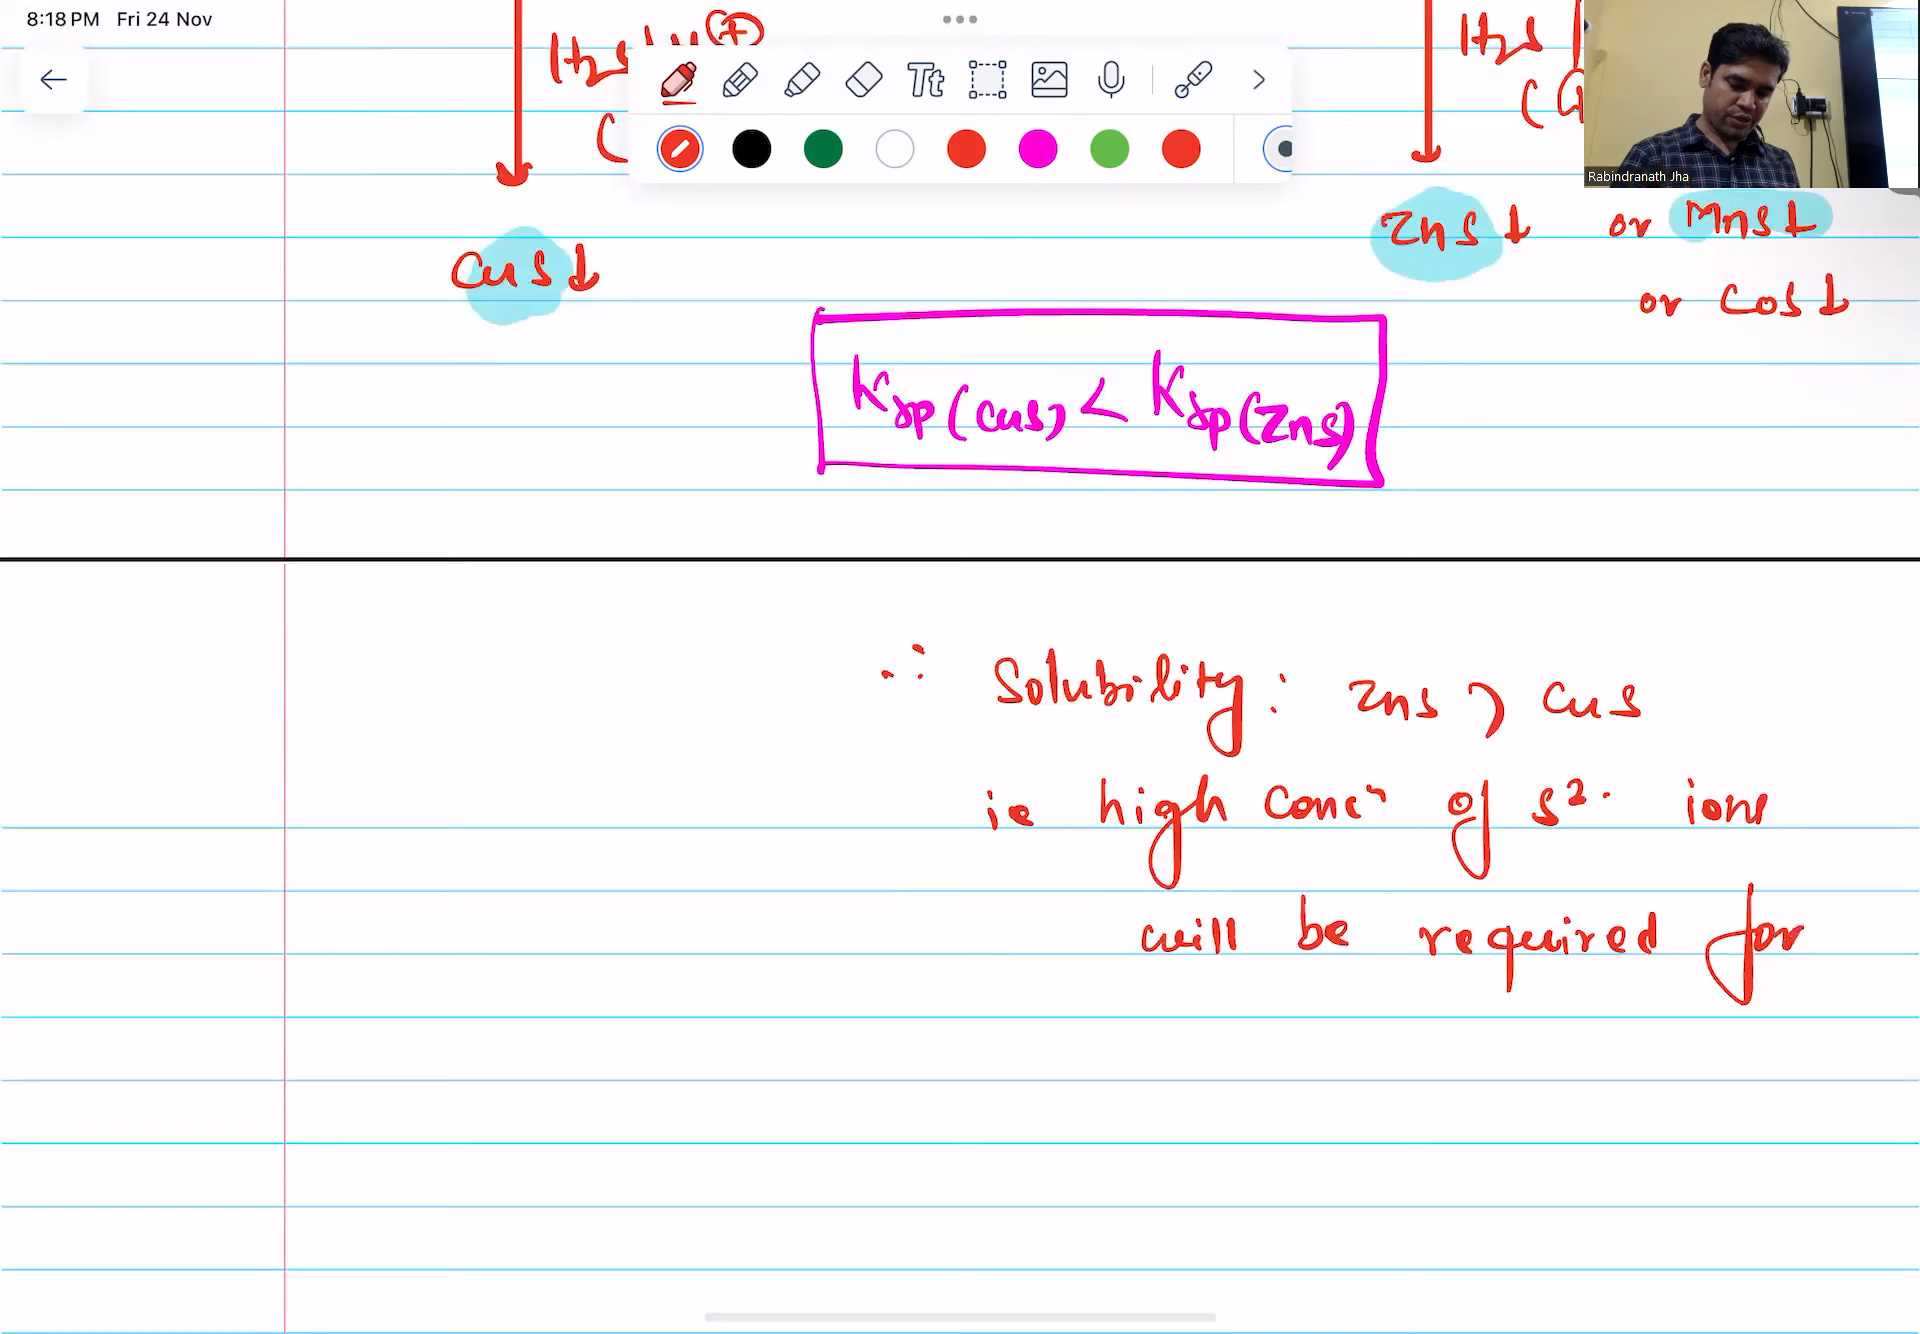 8:18 PM Fri 24 Nov
H2S
H2S
Tt
Rabindranath Jha
CuS↓
ZnS↓ or MnS↓
or CoS↓
Ksp(CuS) < Ksp(ZnS)
∴ Solubility: ZnS > CuS
ie high concn of S2- ions
will be required for